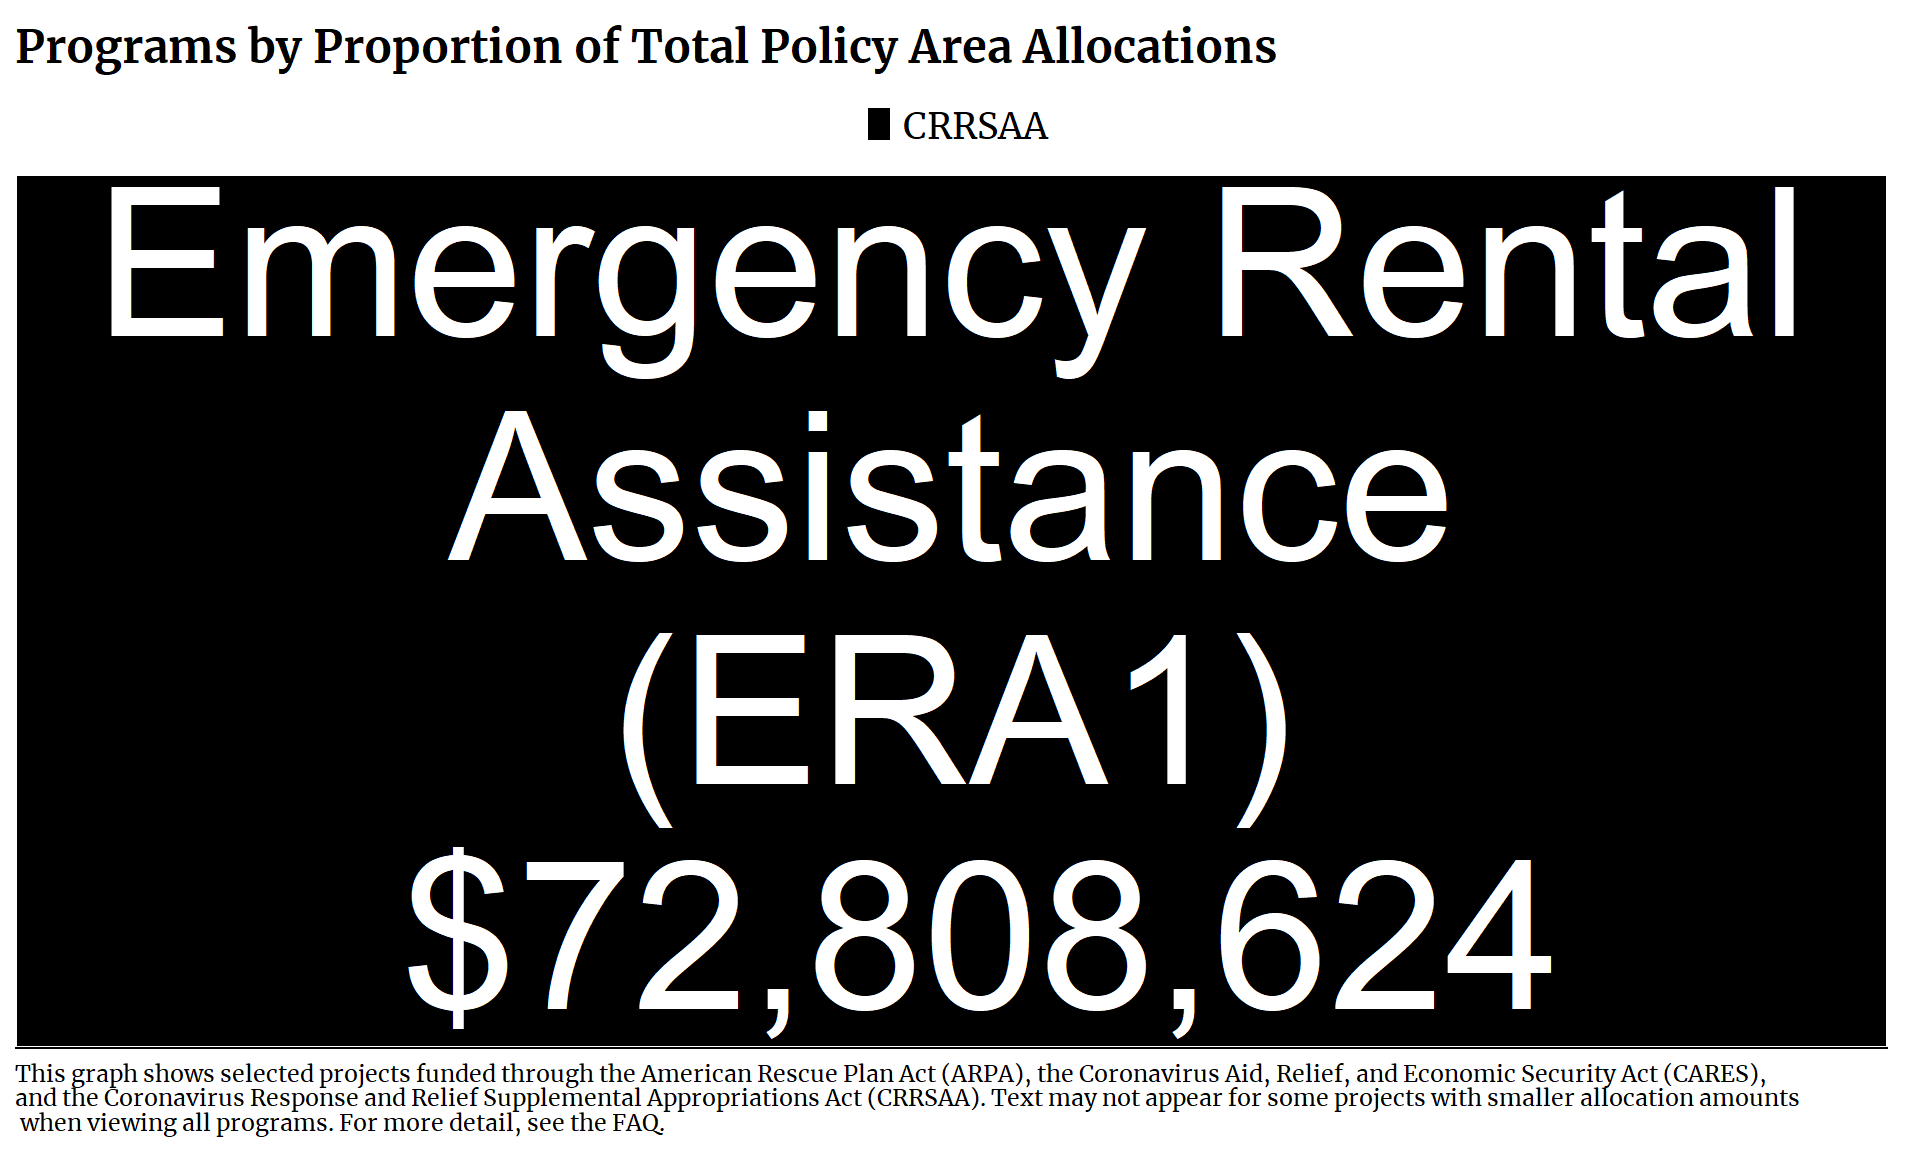 Programs by Proportion of Total Policy Area Allocations
CRRSAA
Emergency Rental
Assistance
(ERA1)
$72,808,624
This graph shows selected projects funded through the American Rescue Plan Act (ARPA), the Coronavirus Aid, Relief, and Economic Security Act (CARES),
and the Coronavirus Response and Relief Supplemental Appropriations Act (CRRSAA). Text may not appear for some projects with smaller allocation amounts
when viewing all programs. For more detail, see the FAQ.